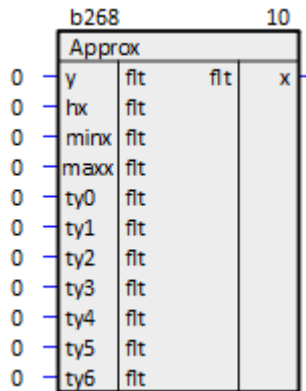 b268 10
Approx
0 y flt flt x
0 hx flt
0 minx flt
0 maxx flt
0 ty0 flt
0 ty1 flt
0 ty2 flt
0 ty3 flt
0 ty4 flt
0 ty5 flt
0 ty6 flt